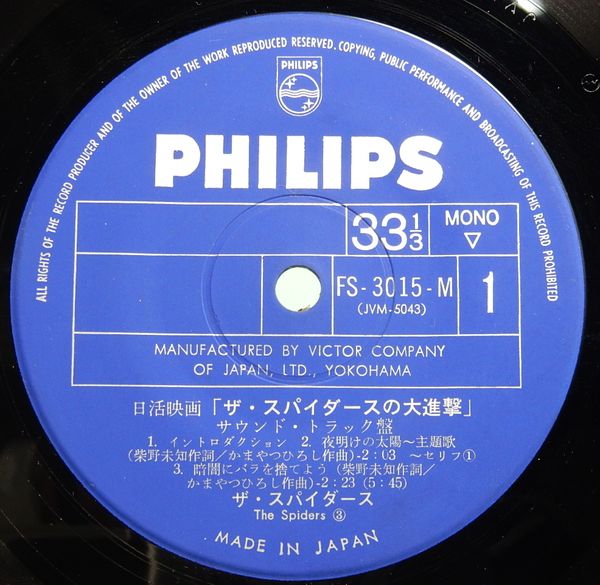 ALL RIGHTS OF THE RECORD PRODUCER AND OF THE OWNER OF THE WORK REPRODUCED RESERVED. COPYING, PUBLIC PERFORMANCE AND BROADCASTING OF THIS RECORD PROHIBITED
PHILIPS
PHILIPS
33 1/3
MONO
▽
FS-3015-M
(JVM-5043)
1
MANUFACTURED BY VICTOR COMPANY
OF JAPAN, LTD., YOKOHAMA
日活映画「ザ・スパイダースの大進撃」
サウンド・トラック盤
1. イントロダクション 2. 夜明けの太陽〜主題歌
(柴野未知作詞/かまやつひろし作曲)-2:03 〜セリフ①
3. 暗闇にバラを捨てよう(柴野未知作詞/
かまやつひろし作曲)-2:23 (5:45)
ザ・スパイダース
The Spiders ③
MADE IN JAPAN